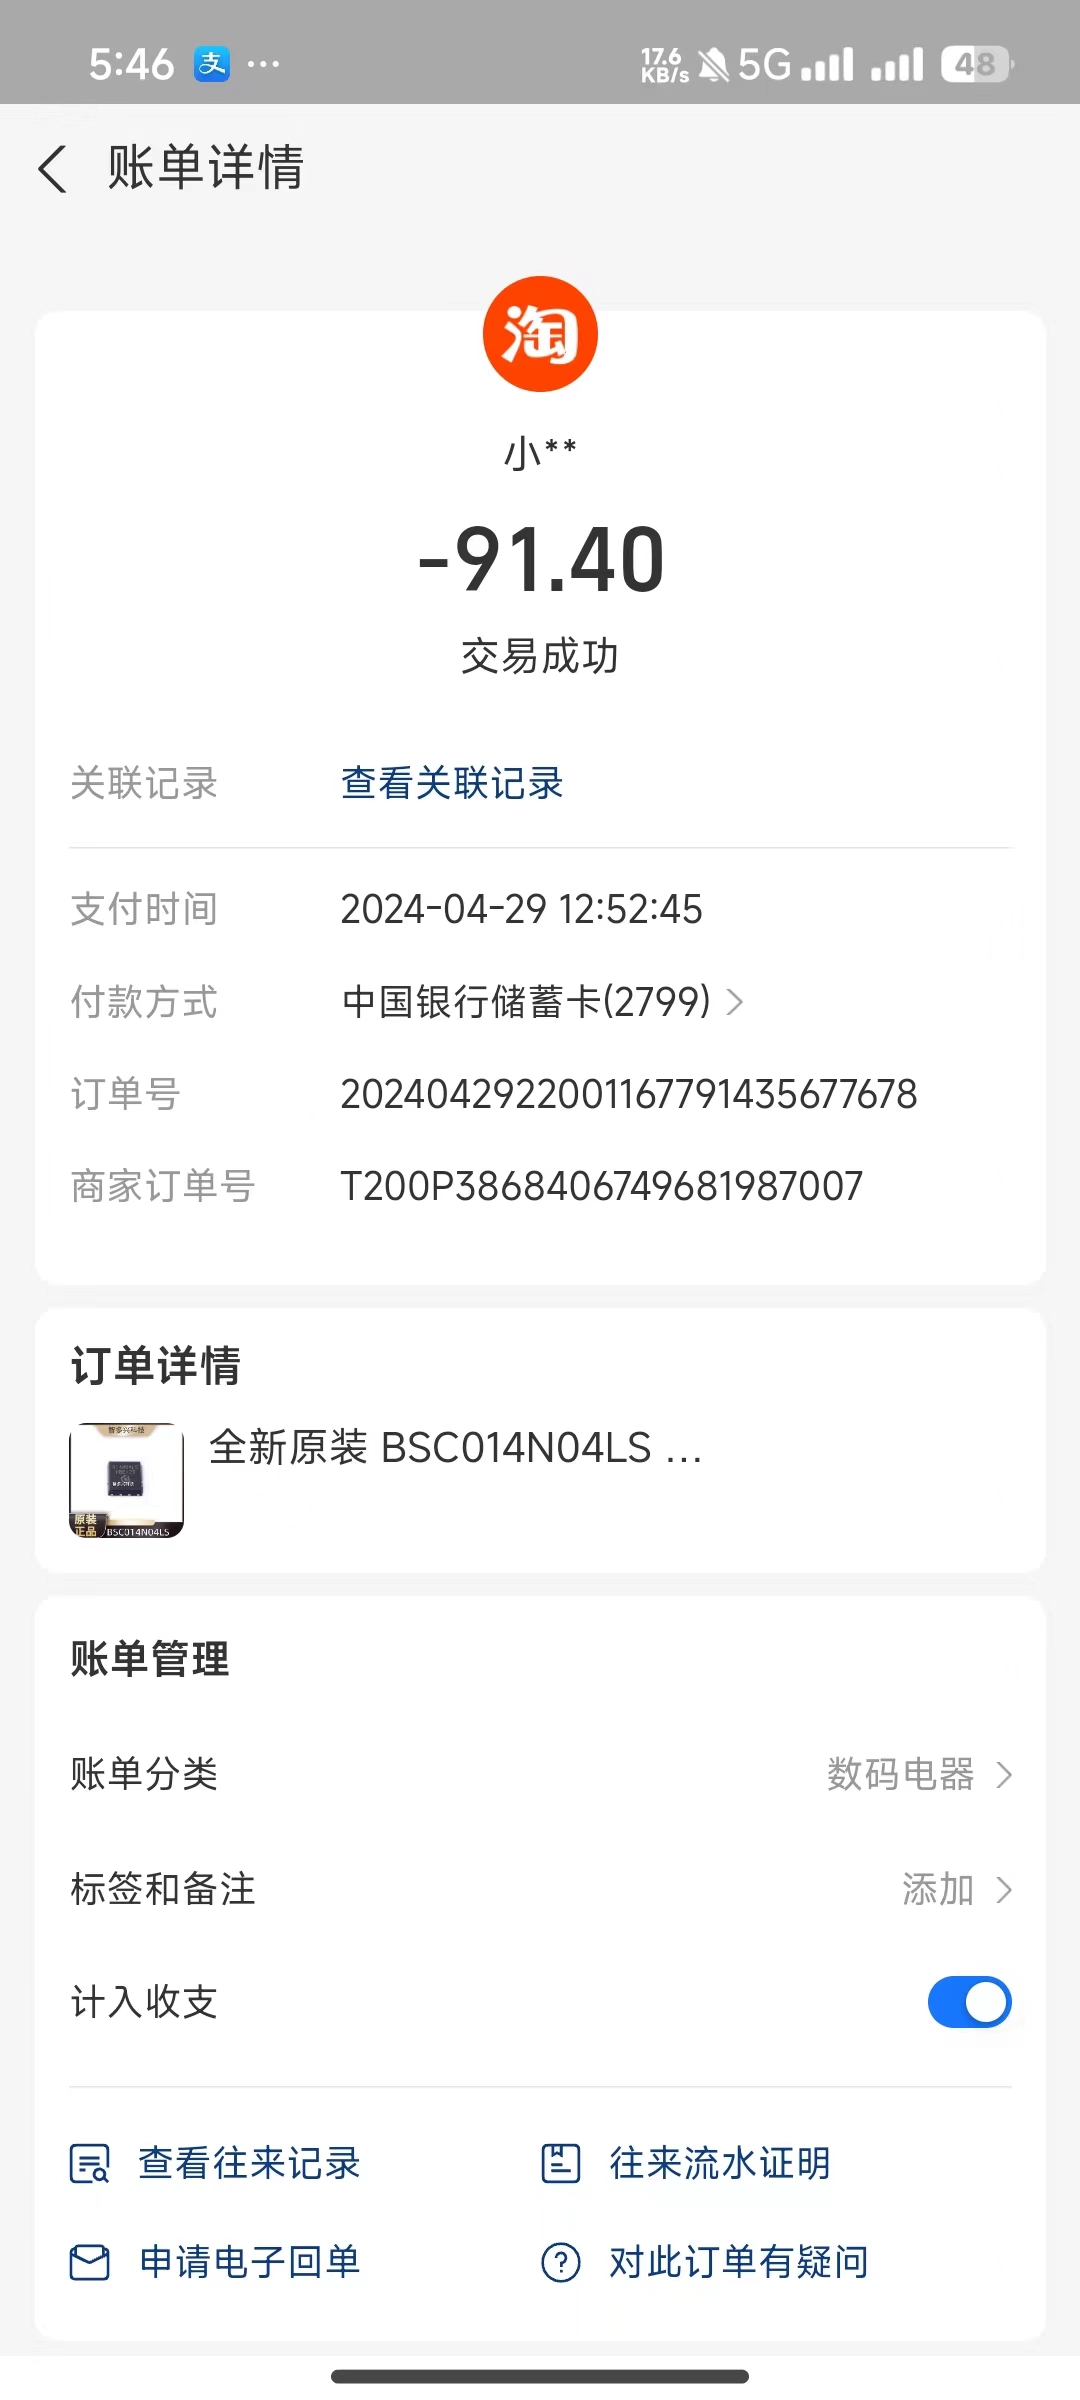 5:46 支 ··· 17.6 KB/s 5G 48
账单详情
淘
小**
-91.40
交易成功
关联记录 查看关联记录
支付时间 2024-04-29 12:52:45
付款方式 中国银行储蓄卡(2799)
订单号 2024042922001167791435677678
商家订单号 T200P3868406749681987007
订单详情
全新原装 BSC014N04LS ...
原装
正品 BSC014N04LS
账单管理
账单分类 数码电器
标签和备注 添加
计入收支
查看往来记录 往来流水证明
申请电子回单 对此订单有疑问